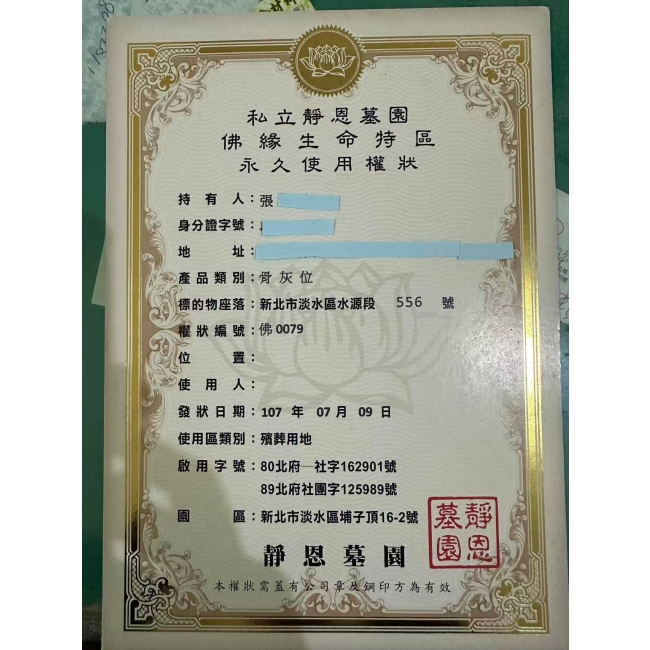 私立靜恩墓園
佛緣生命特區
永久使用權狀
持有人：張
身分證字號：
地址：
產品類別：骨灰位
標的物座落：新北市淡水區水源段 556 號
權狀編號：佛0079
位置：
使用人：
發狀日期：107 年 07 月 09 日
使用區類別：殯葬用地
啟用字號：80北府一社字162901號
89北府社團字125989號
園區：新北市淡水區埔子頂16-2號
靜恩墓園
靜恩墓園
本權狀需蓋有公司章及鋼印方為有效